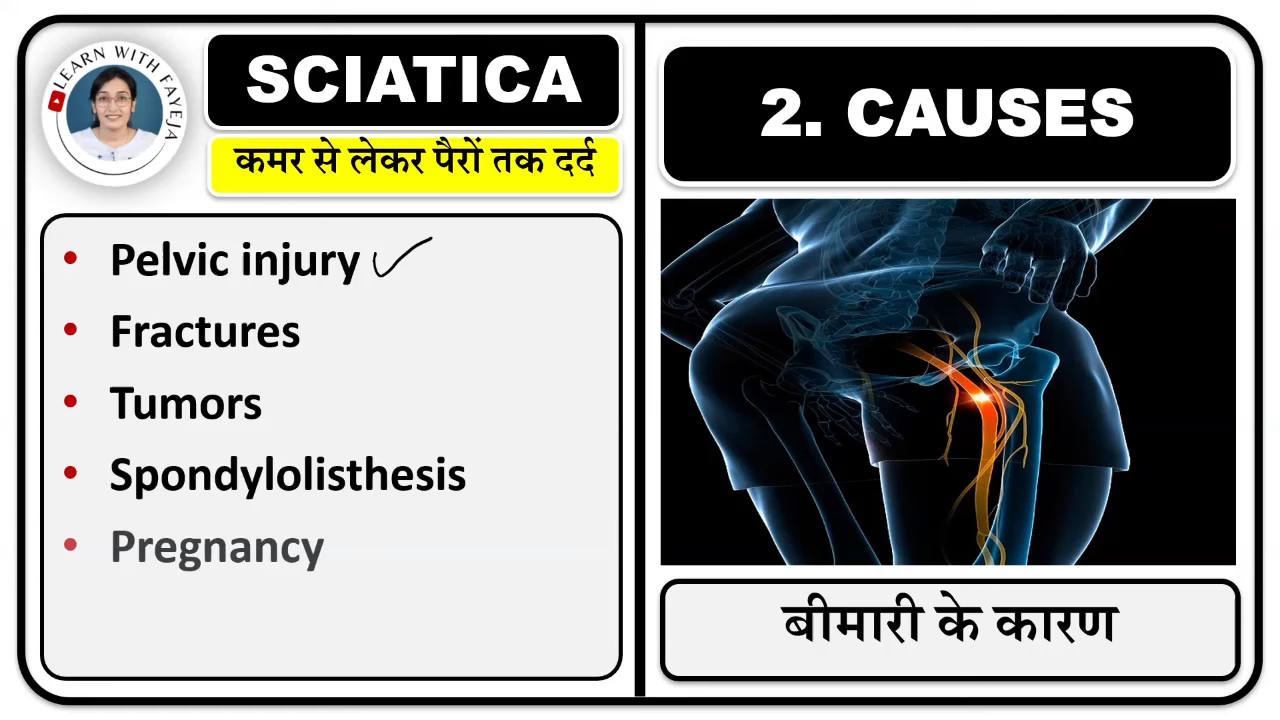 LEARN WITH FAYEJA
SCIATICA
कमर से लेकर पैरों तक दर्द
• Pelvic injury ✓
• Fractures
• Tumors
• Spondylolisthesis
• Pregnancy
2. CAUSES
बीमारी के कारण